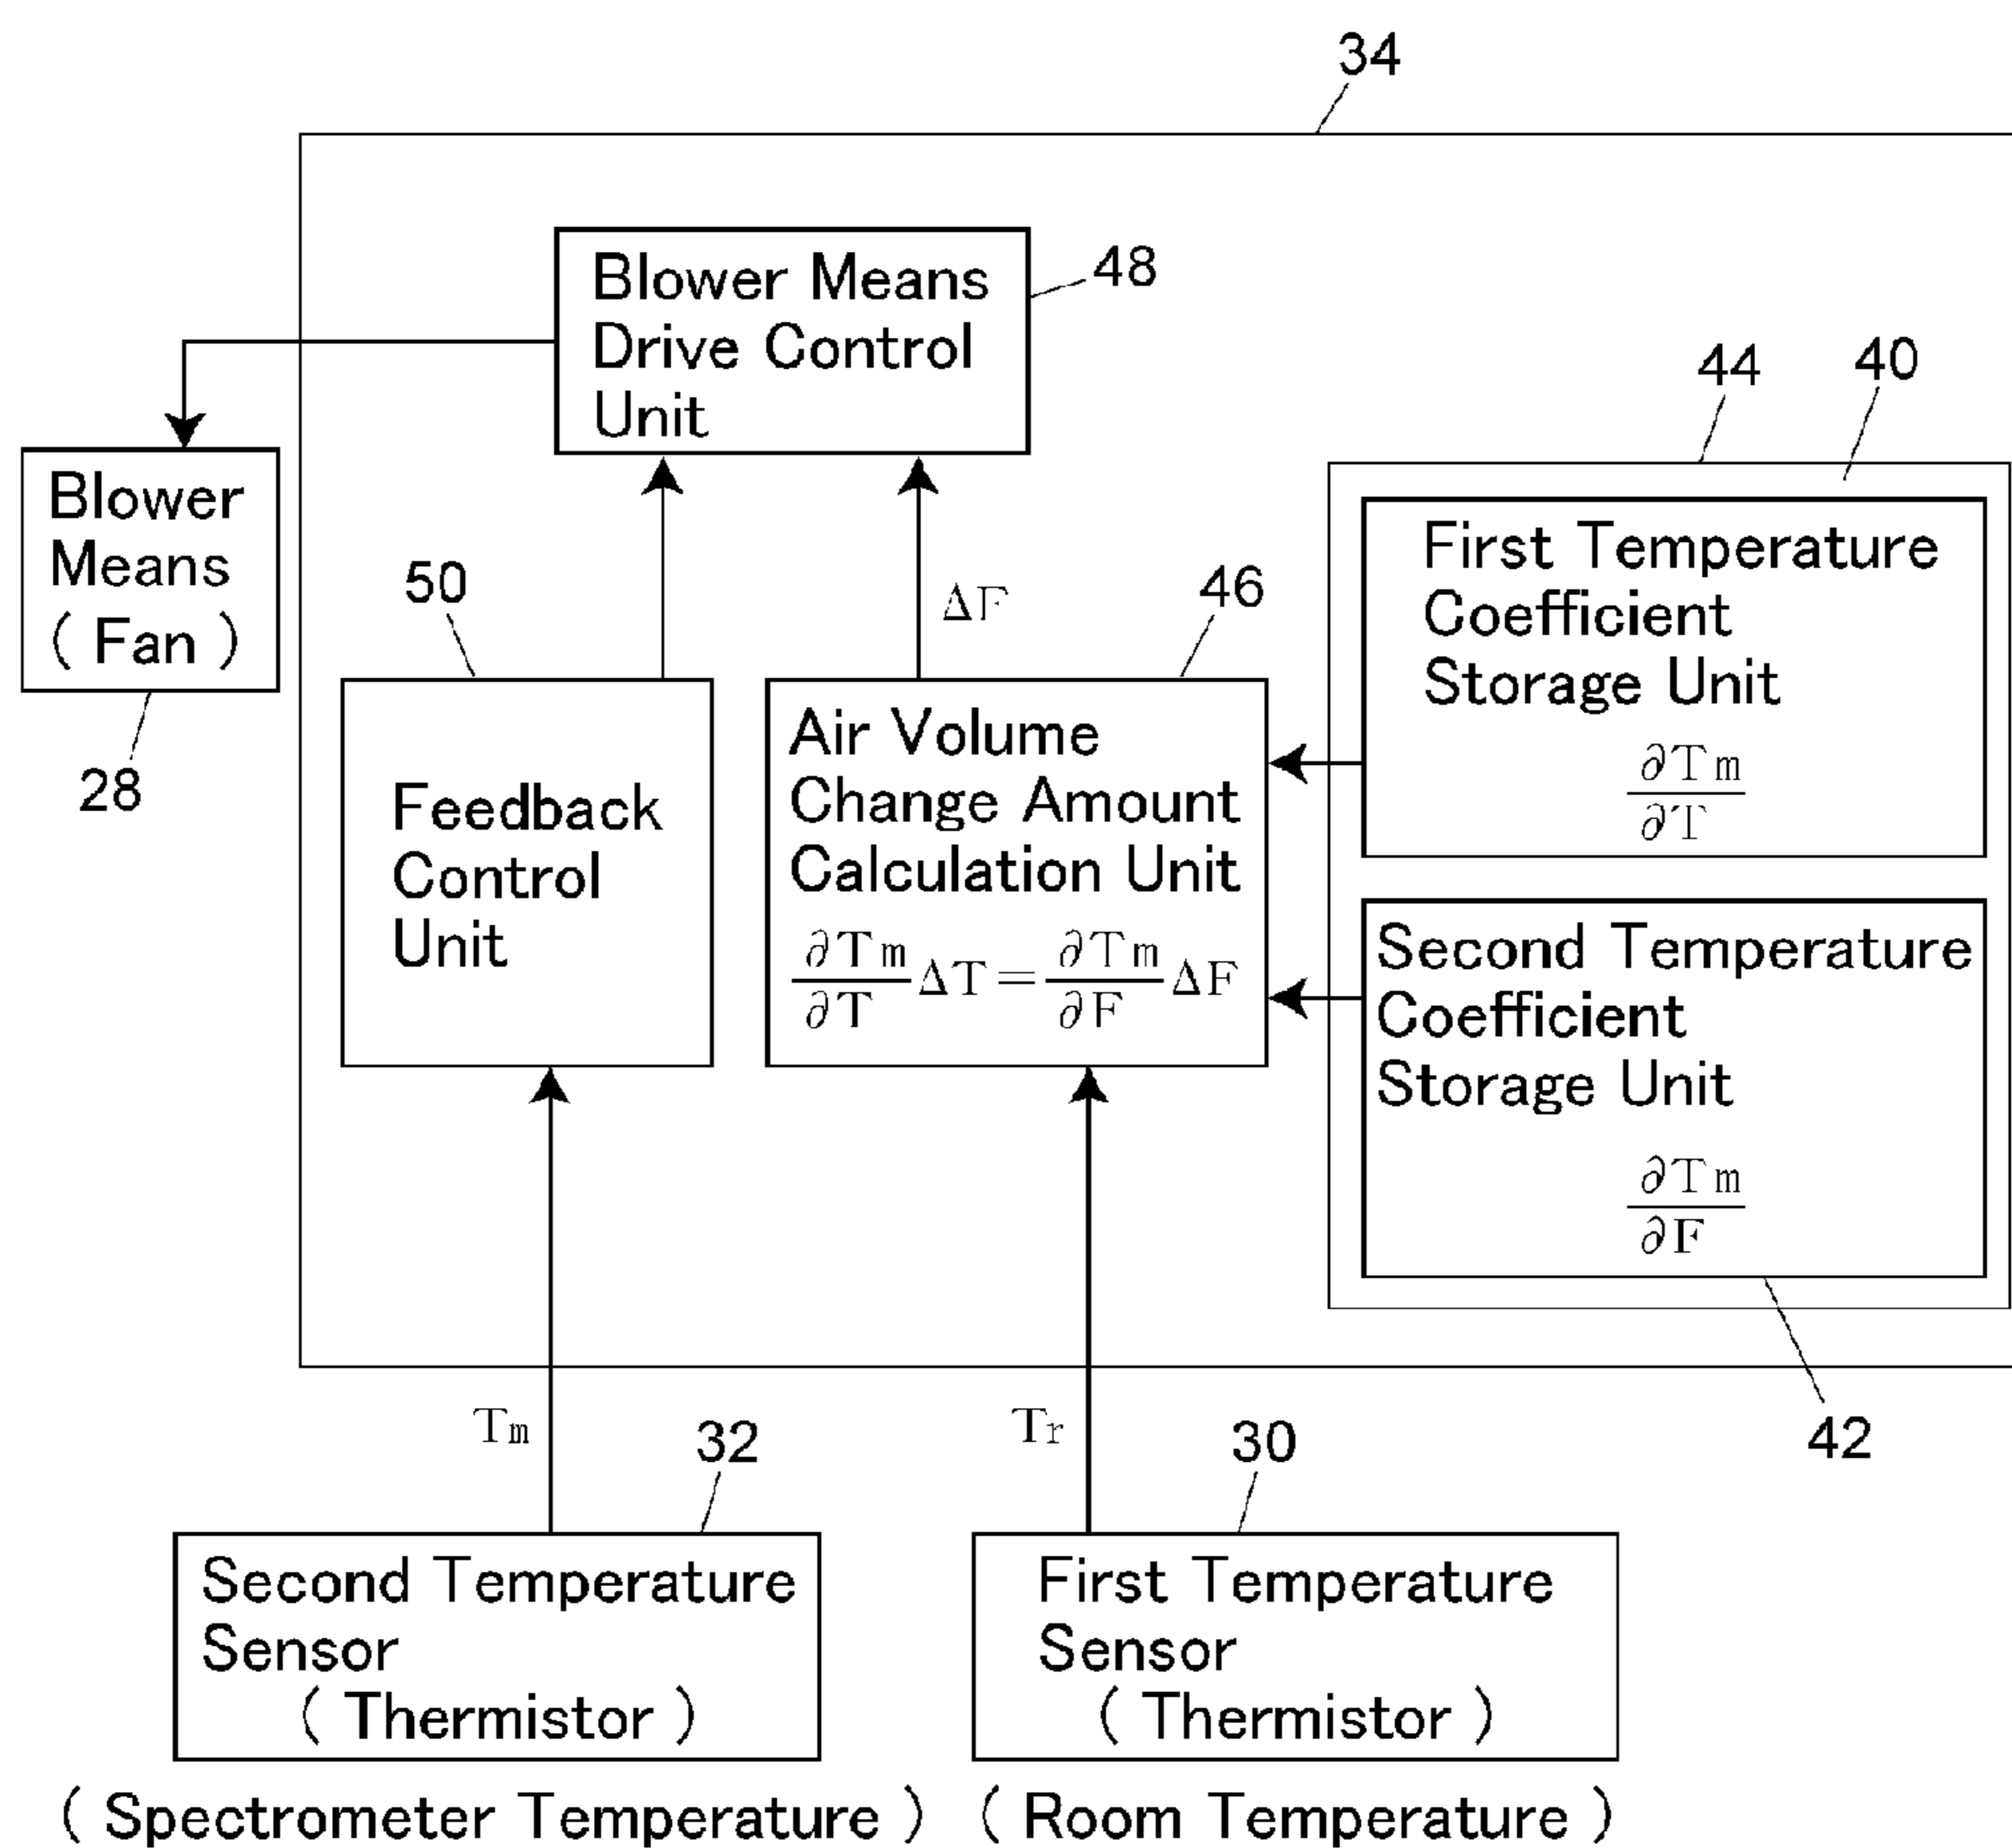 34
Blower Means
Drive Control
Unit
48
44
40
Blower
Means
( Fan )
28
50
ΔF
46
First Temperature
Coefficient
Storage Unit
∂Tm
∂T
Feedback
Control
Unit
Air Volume
Change Amount
Calculation Unit
∂Tm/∂T ΔT = ∂Tm/∂F ΔF
Second Temperature
Coefficient
Storage Unit
∂Tm
∂F
42
Tm
32
Tr
30
Second Temperature
Sensor
( Thermistor )
( Spectrometer Temperature )
First Temperature
Sensor
( Thermistor )
( Room Temperature )